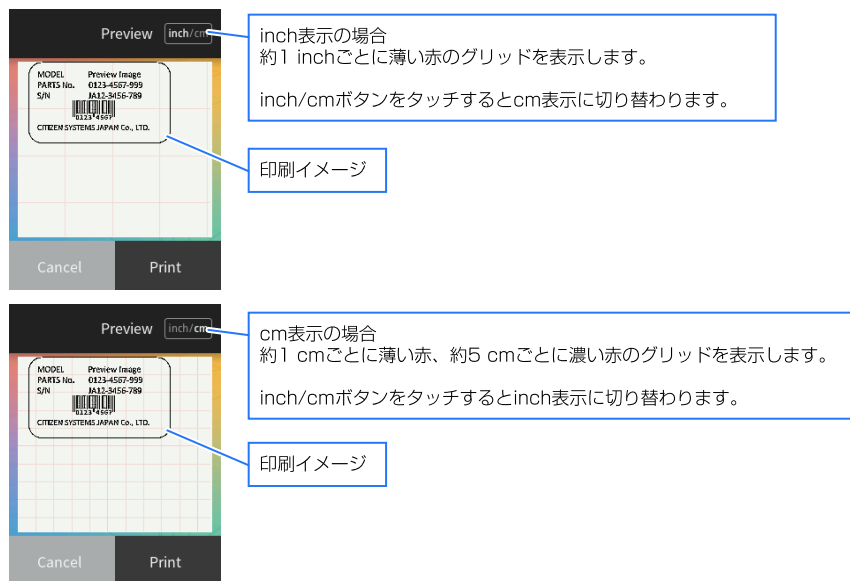 Preview inch/cm
MODEL Preview Image
PARTS No. 0123-4567-999
S/N JA12-3456-789
0123*4567
CITIZEN SYSTEMS JAPAN Co., LTD.
Cancel Print
inch表示の場合
約1 inchごとに薄い赤のグリッドを表示します。
inch/cmボタンをタッチするとcm表示に切り替わります。
印刷イメージ
Preview inch/cm
MODEL Preview Image
PARTS No. 0123-4567-999
S/N JA12-3456-789
0123*4567
CITIZEN SYSTEMS JAPAN Co., LTD.
Cancel Print
cm表示の場合
約1 cmごとに薄い赤、約5 cmごとに濃い赤のグリッドを表示します。
inch/cmボタンをタッチするとinch表示に切り替わります。
印刷イメージ